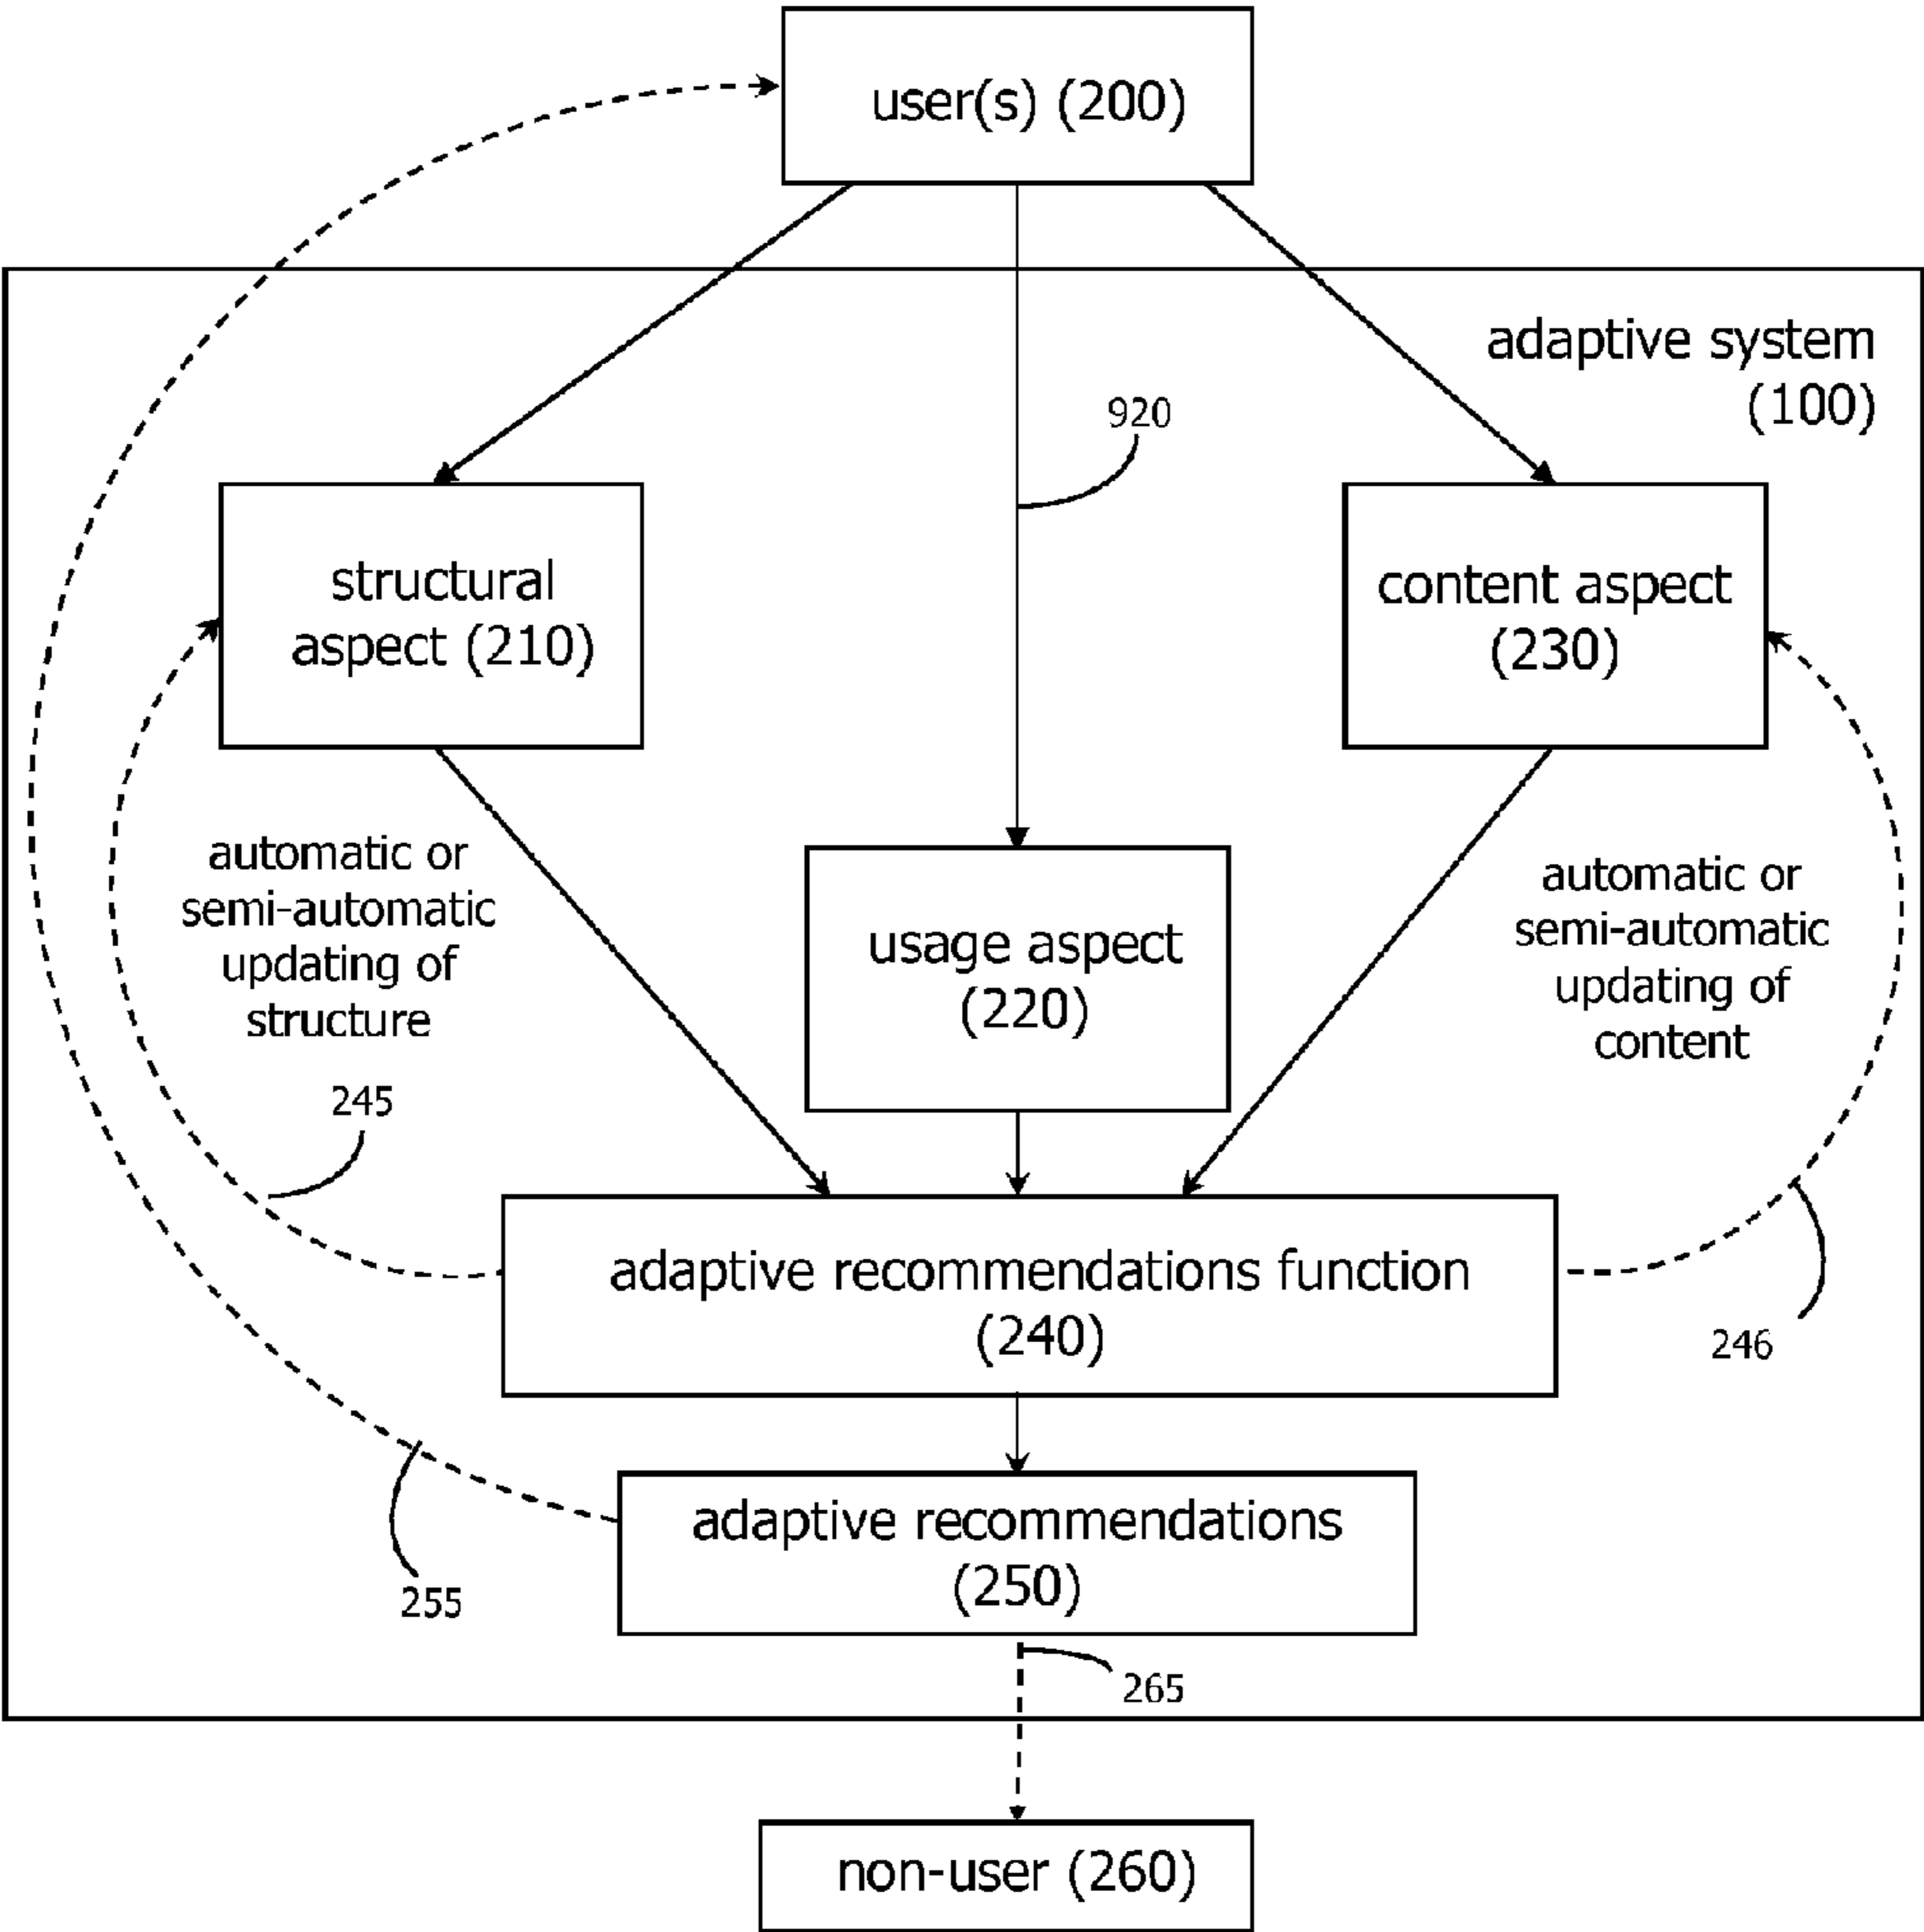 user(s) (200)
adaptive system
(100)
920
structural
aspect (210)
content aspect
(230)
automatic or
semi-automatic
updating of
structure
usage aspect
(220)
automatic or
semi-automatic
updating of
content
245
adaptive recommendations function
(240)
246
adaptive recommendations
(250)
255
265
non-user (260)